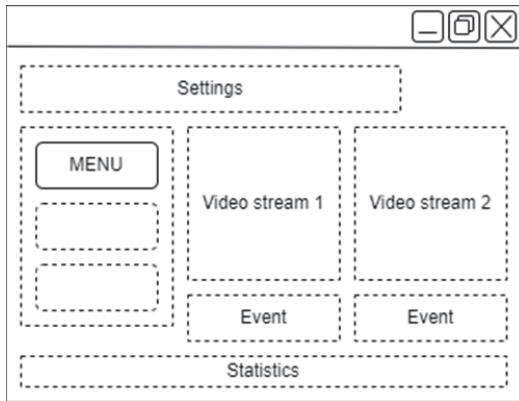 Settings
MENU
Video stream 1
Video stream 2
Event
Event
Statistics